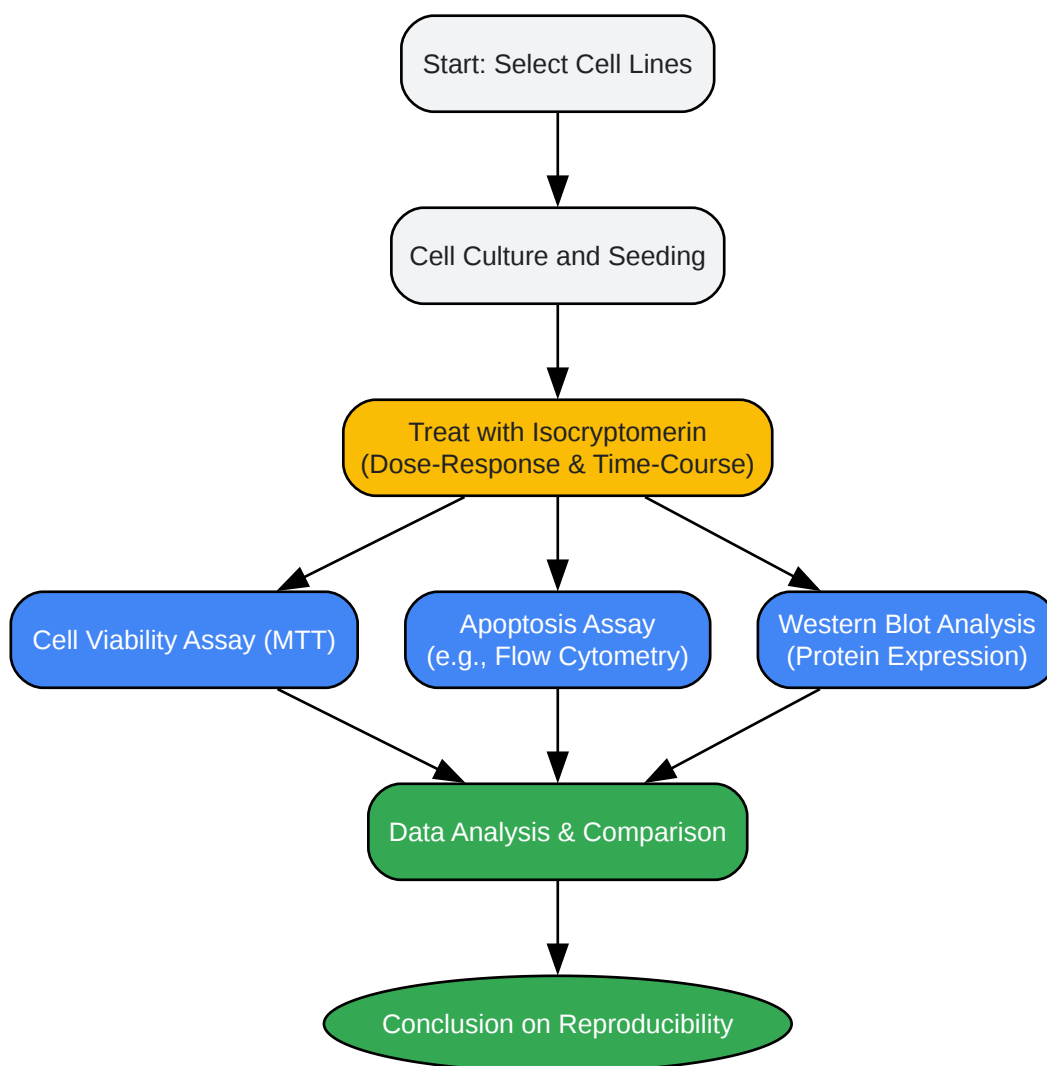 Start: Select Cell Lines
Cell Culture and Seeding
Treat with Isocryptomerin
(Dose-Response & Time-Course)
Cell Viability Assay (MTT)
Apoptosis Assay
(e.g., Flow Cytometry)
Western Blot Analysis
(Protein Expression)
Data Analysis & Comparison
Conclusion on Reproducibility